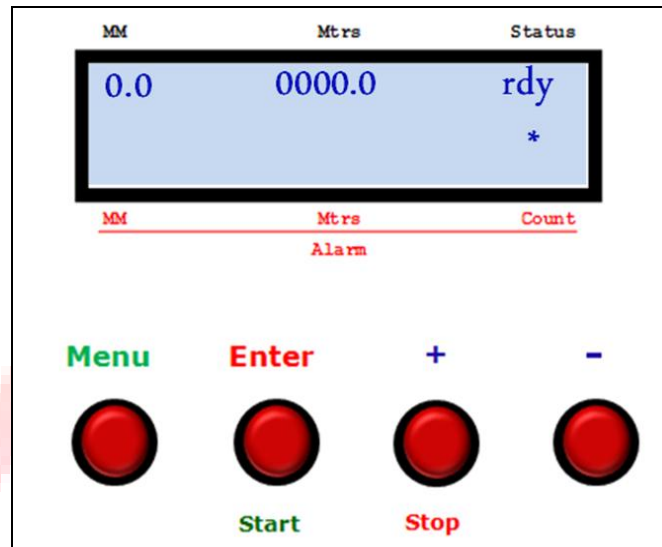 MM Mtrs Status
0.0 0000.0 rdy
*
MM Mtrs Count
Alarm
Menu Enter + -
Start Stop